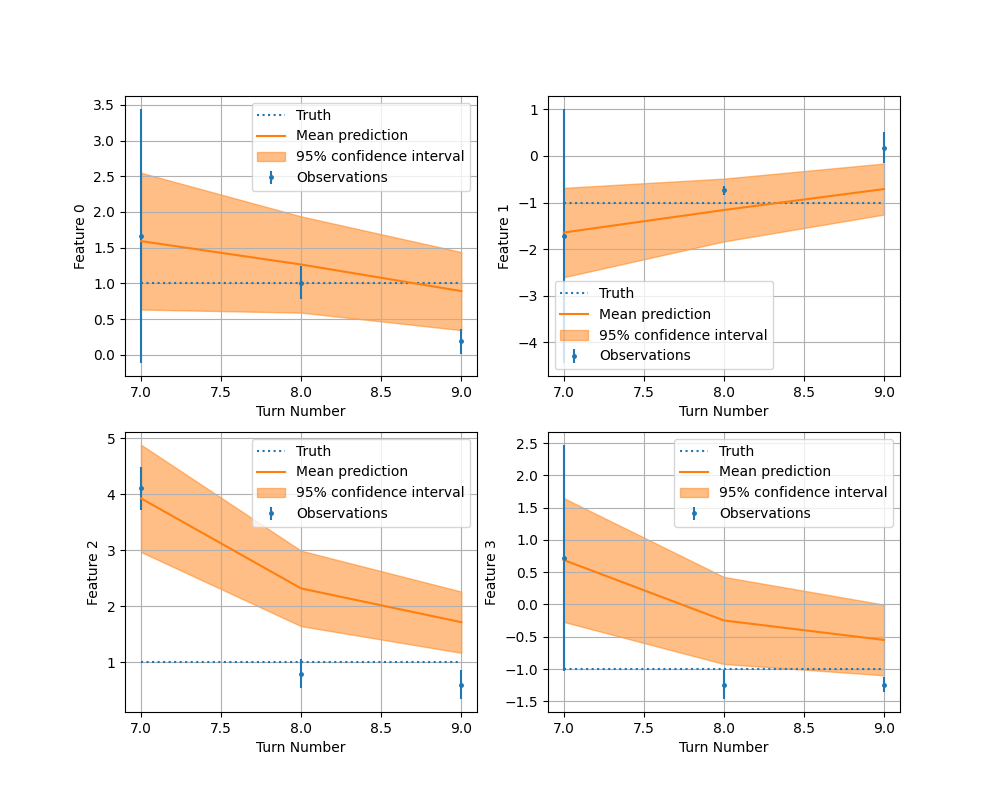 3.5
3.0
2.5
2.0
1.5
1.0
0.5
0.0
Feature 0
Truth
Mean prediction
95% confidence interval
Observations
7.0 7.5 8.0 8.5 9.0
Turn Number
1
0
−1
−2
−3
−4
Feature 1
Truth
Mean prediction
95% confidence interval
Observations
7.0 7.5 8.0 8.5 9.0
Turn Number
5
4
3
2
1
Feature 2
Truth
Mean prediction
95% confidence interval
Observations
7.0 7.5 8.0 8.5 9.0
Turn Number
2.5
2.0
1.5
1.0
0.5
0.0
−0.5
−1.0
−1.5
Feature 3
Truth
Mean prediction
95% confidence interval
Observations
7.0 7.5 8.0 8.5 9.0
Turn Number